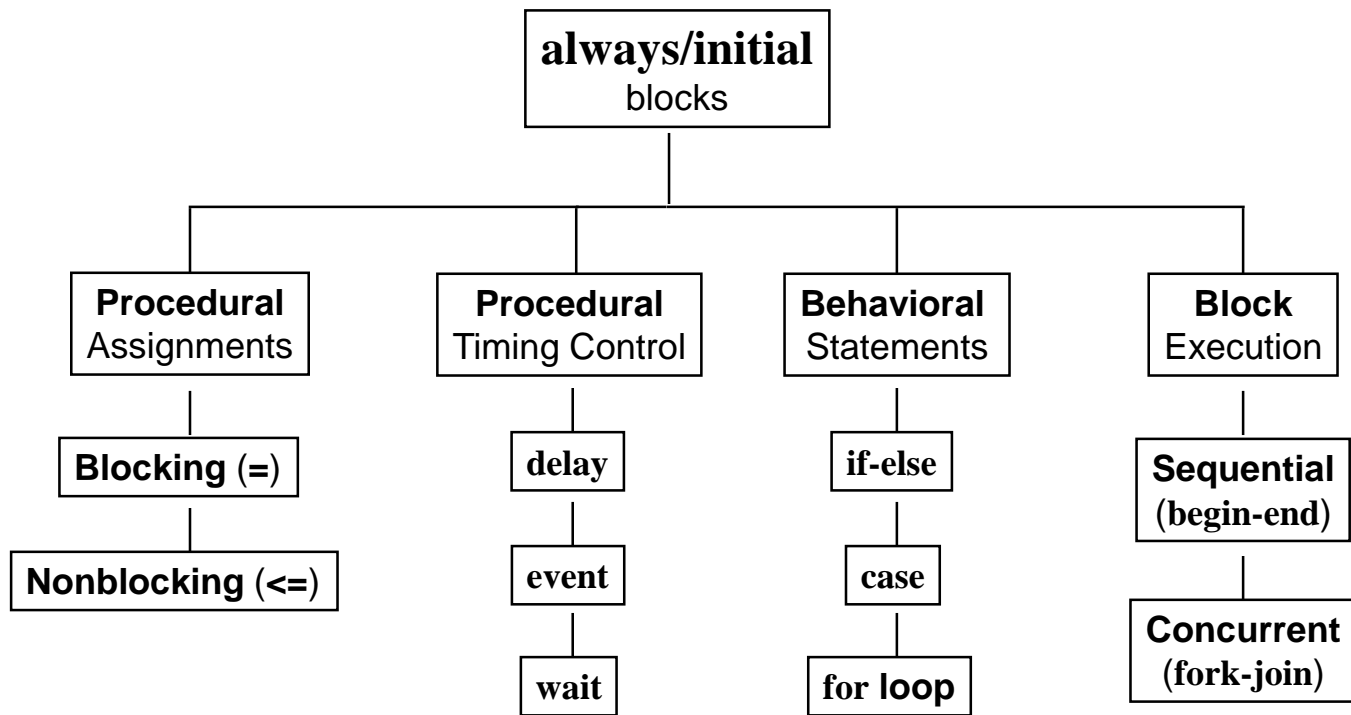 always/initial
blocks
Procedural
Assignments
Procedural
Timing Control
Behavioral
Statements
Block
Execution
Blocking (=)
delay
if-else
Sequential
(begin-end)
Nonblocking (<=)
event
case
Concurrent
(fork-join)
wait
for loop